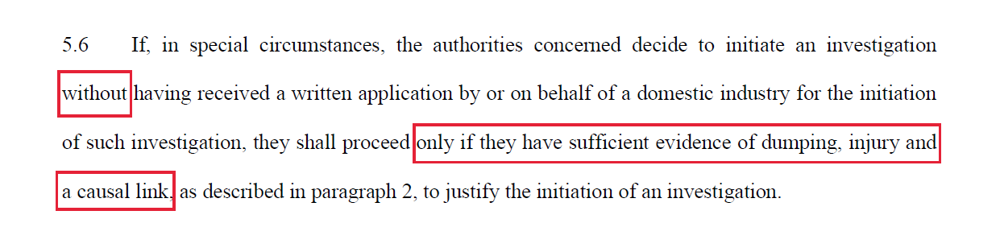 5.6 If, in special circumstances, the authorities concerned decide to initiate an investigation
without having received a written application by or on behalf of a domestic industry for the initiation
of such investigation, they shall proceed only if they have sufficient evidence of dumping, injury and
a causal link, as described in paragraph 2, to justify the initiation of an investigation.